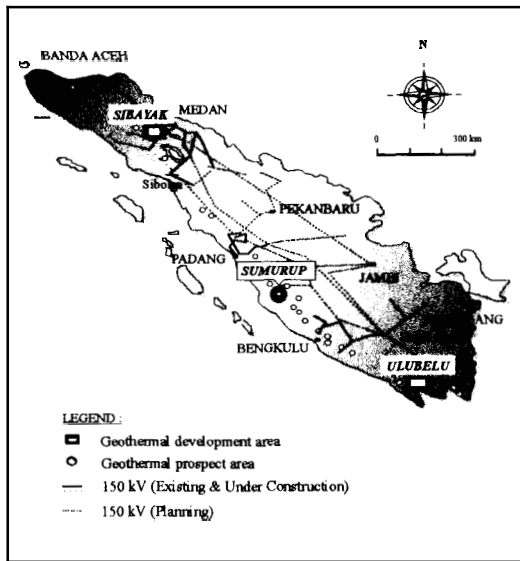 BANDA ACEH
N
SIBAYAK
MEDAN
0 300 km
Sibolga
PEKANBARU
PADANG
SUMURUP
BENGKULU
ULUBELU
LEGEND :
Geothermal development area
Geothermal prospect area
150 kV (Existing & Under Construction)
150 kV (Planning)